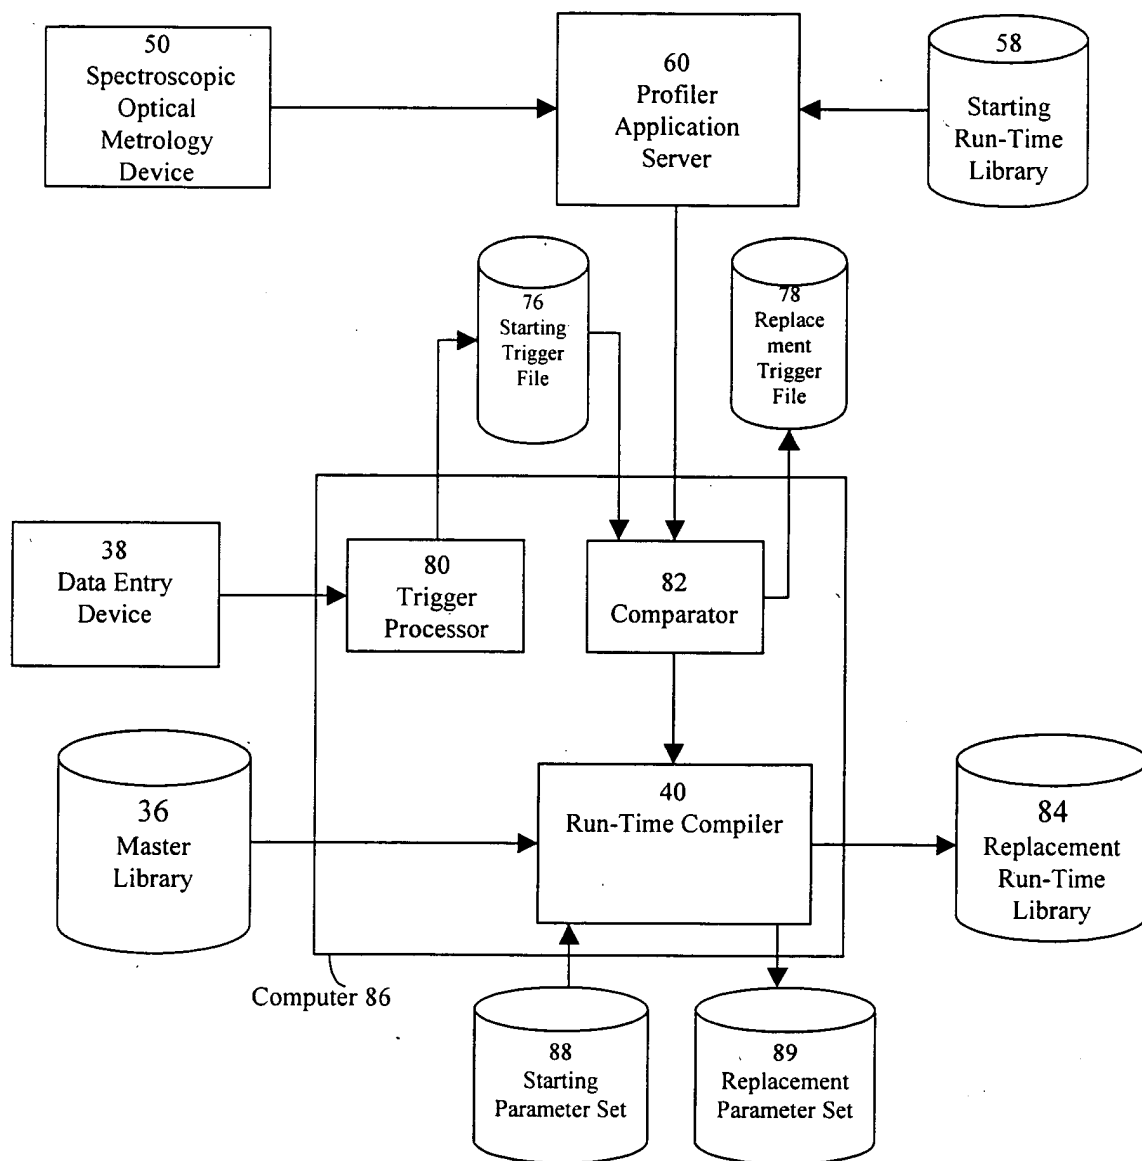 50
Spectroscopic
Optical
Metrology
Device
60
Profiler
Application
Server
58
Starting
Run-Time
Library
76
Starting
Trigger
File
78
Replace
ment
Trigger
File
38
Data Entry
Device
80
Trigger
Processor
82
Comparator
36
Master
Library
40
Run-Time Compiler
84
Replacement
Run-Time
Library
Computer 86
88
Starting
Parameter Set
89
Replacement
Parameter Set